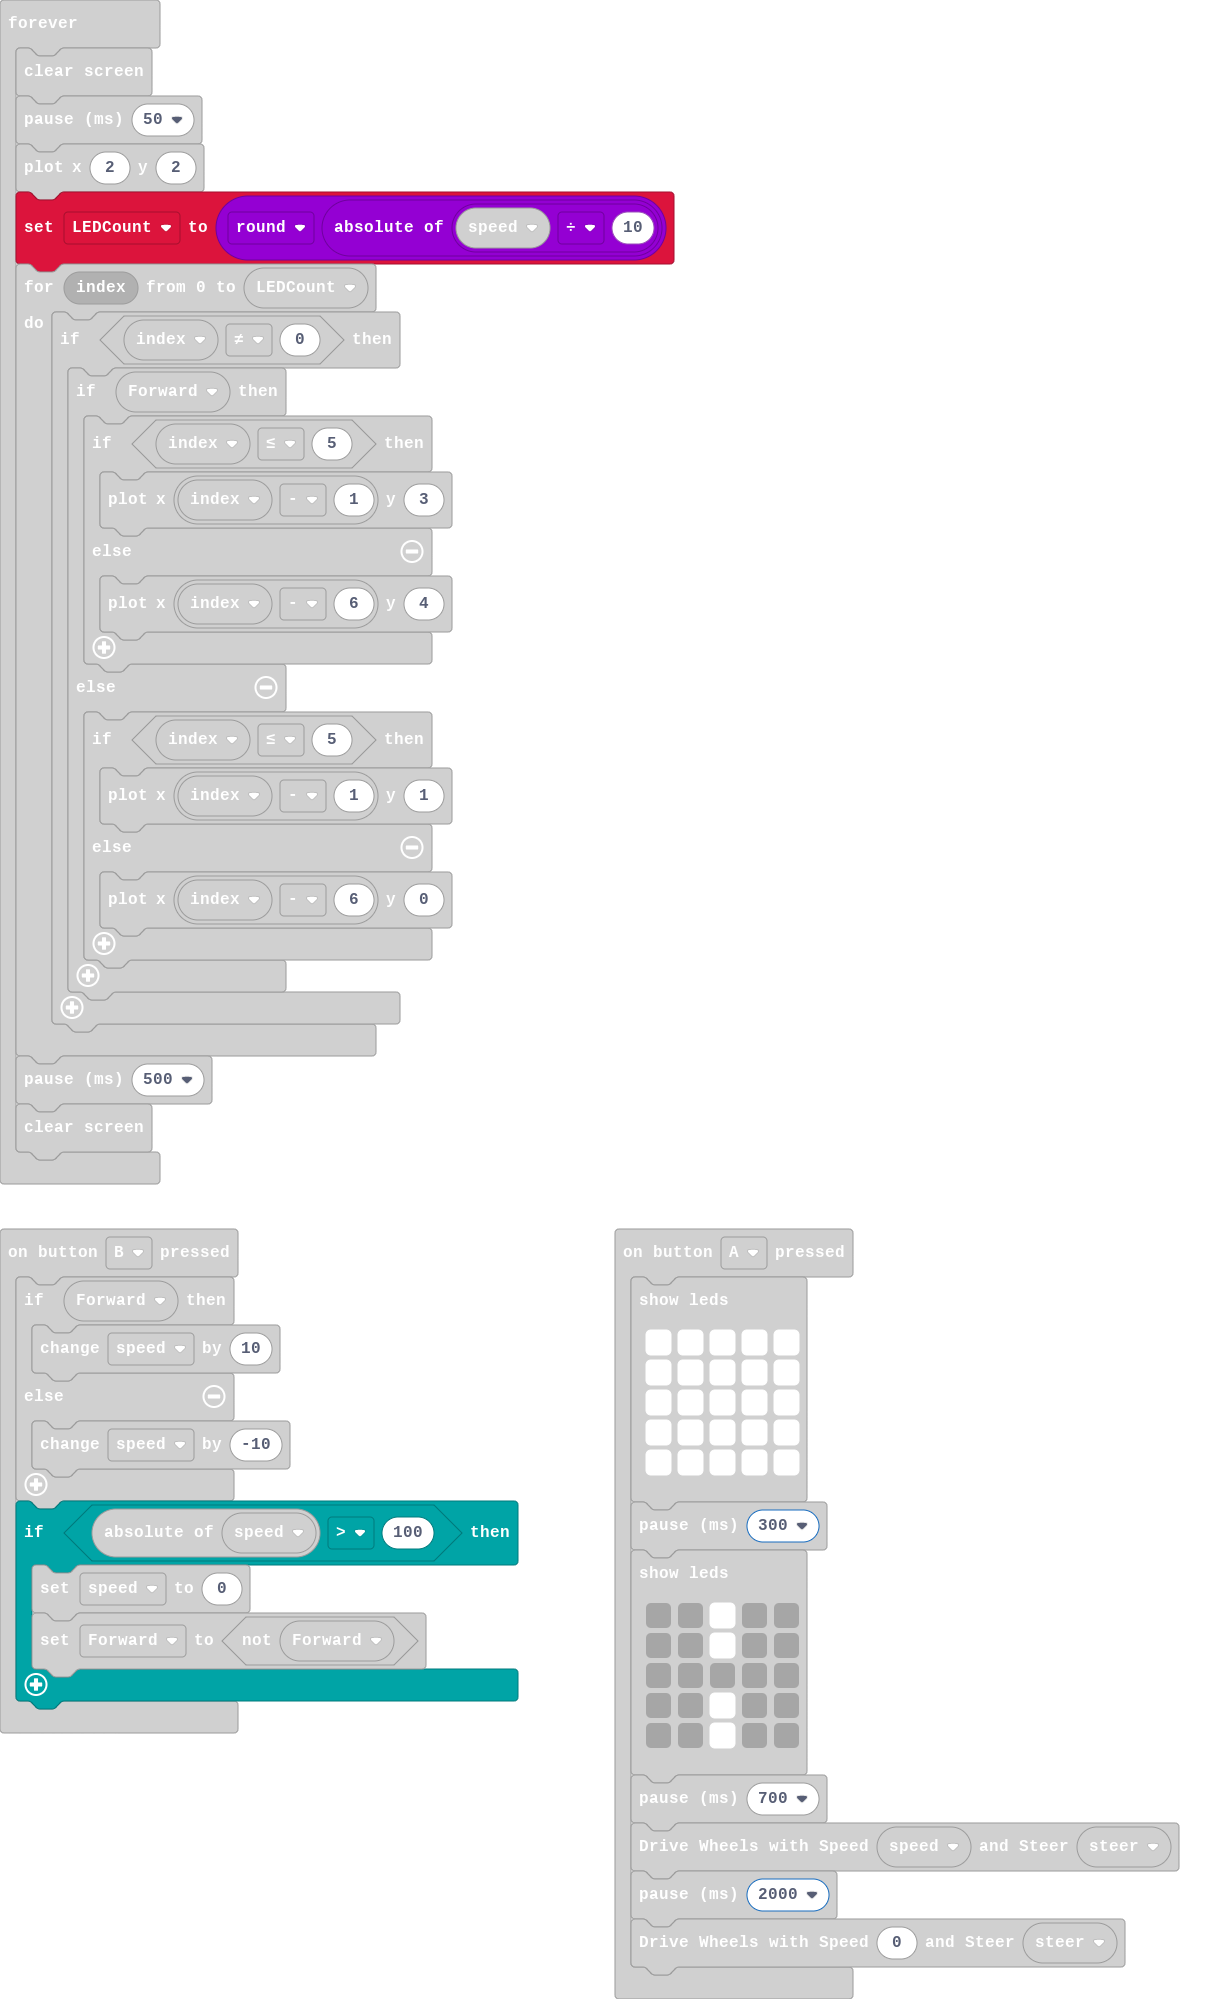 forever
clear screen
pause (ms) 50
plot x 2 y 2
set LEDCount to round absolute of speed ÷ 10
for index from 0 to LEDCount
do
if index ≠ 0 then
if Forward then
if index ≤ 5 then
plot x index - 1 y 3
else
plot x index - 6 y 4
else
if index ≤ 5 then
plot x index - 1 y 1
else
plot x index - 6 y 0
pause (ms) 500
clear screen
on button B pressed
if Forward then
change speed by 10
else
change speed by -10
if absolute of speed > 100 then
set speed to 0
set Forward to not Forward
on button A pressed
show leds
pause (ms) 300
show leds
pause (ms) 700
Drive Wheels with Speed speed and Steer steer
pause (ms) 2000
Drive Wheels with Speed 0 and Steer steer